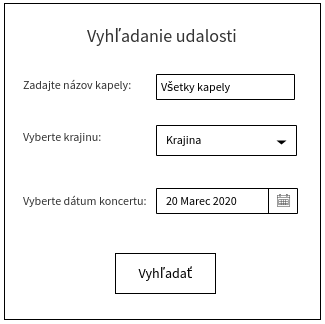 Vyhľadanie udalosti
Zadajte názov kapely:
Všetky kapely
Vyberte krajinu:
Krajina
Vyberte dátum koncertu:
20 Marec 2020
Vyhľadať